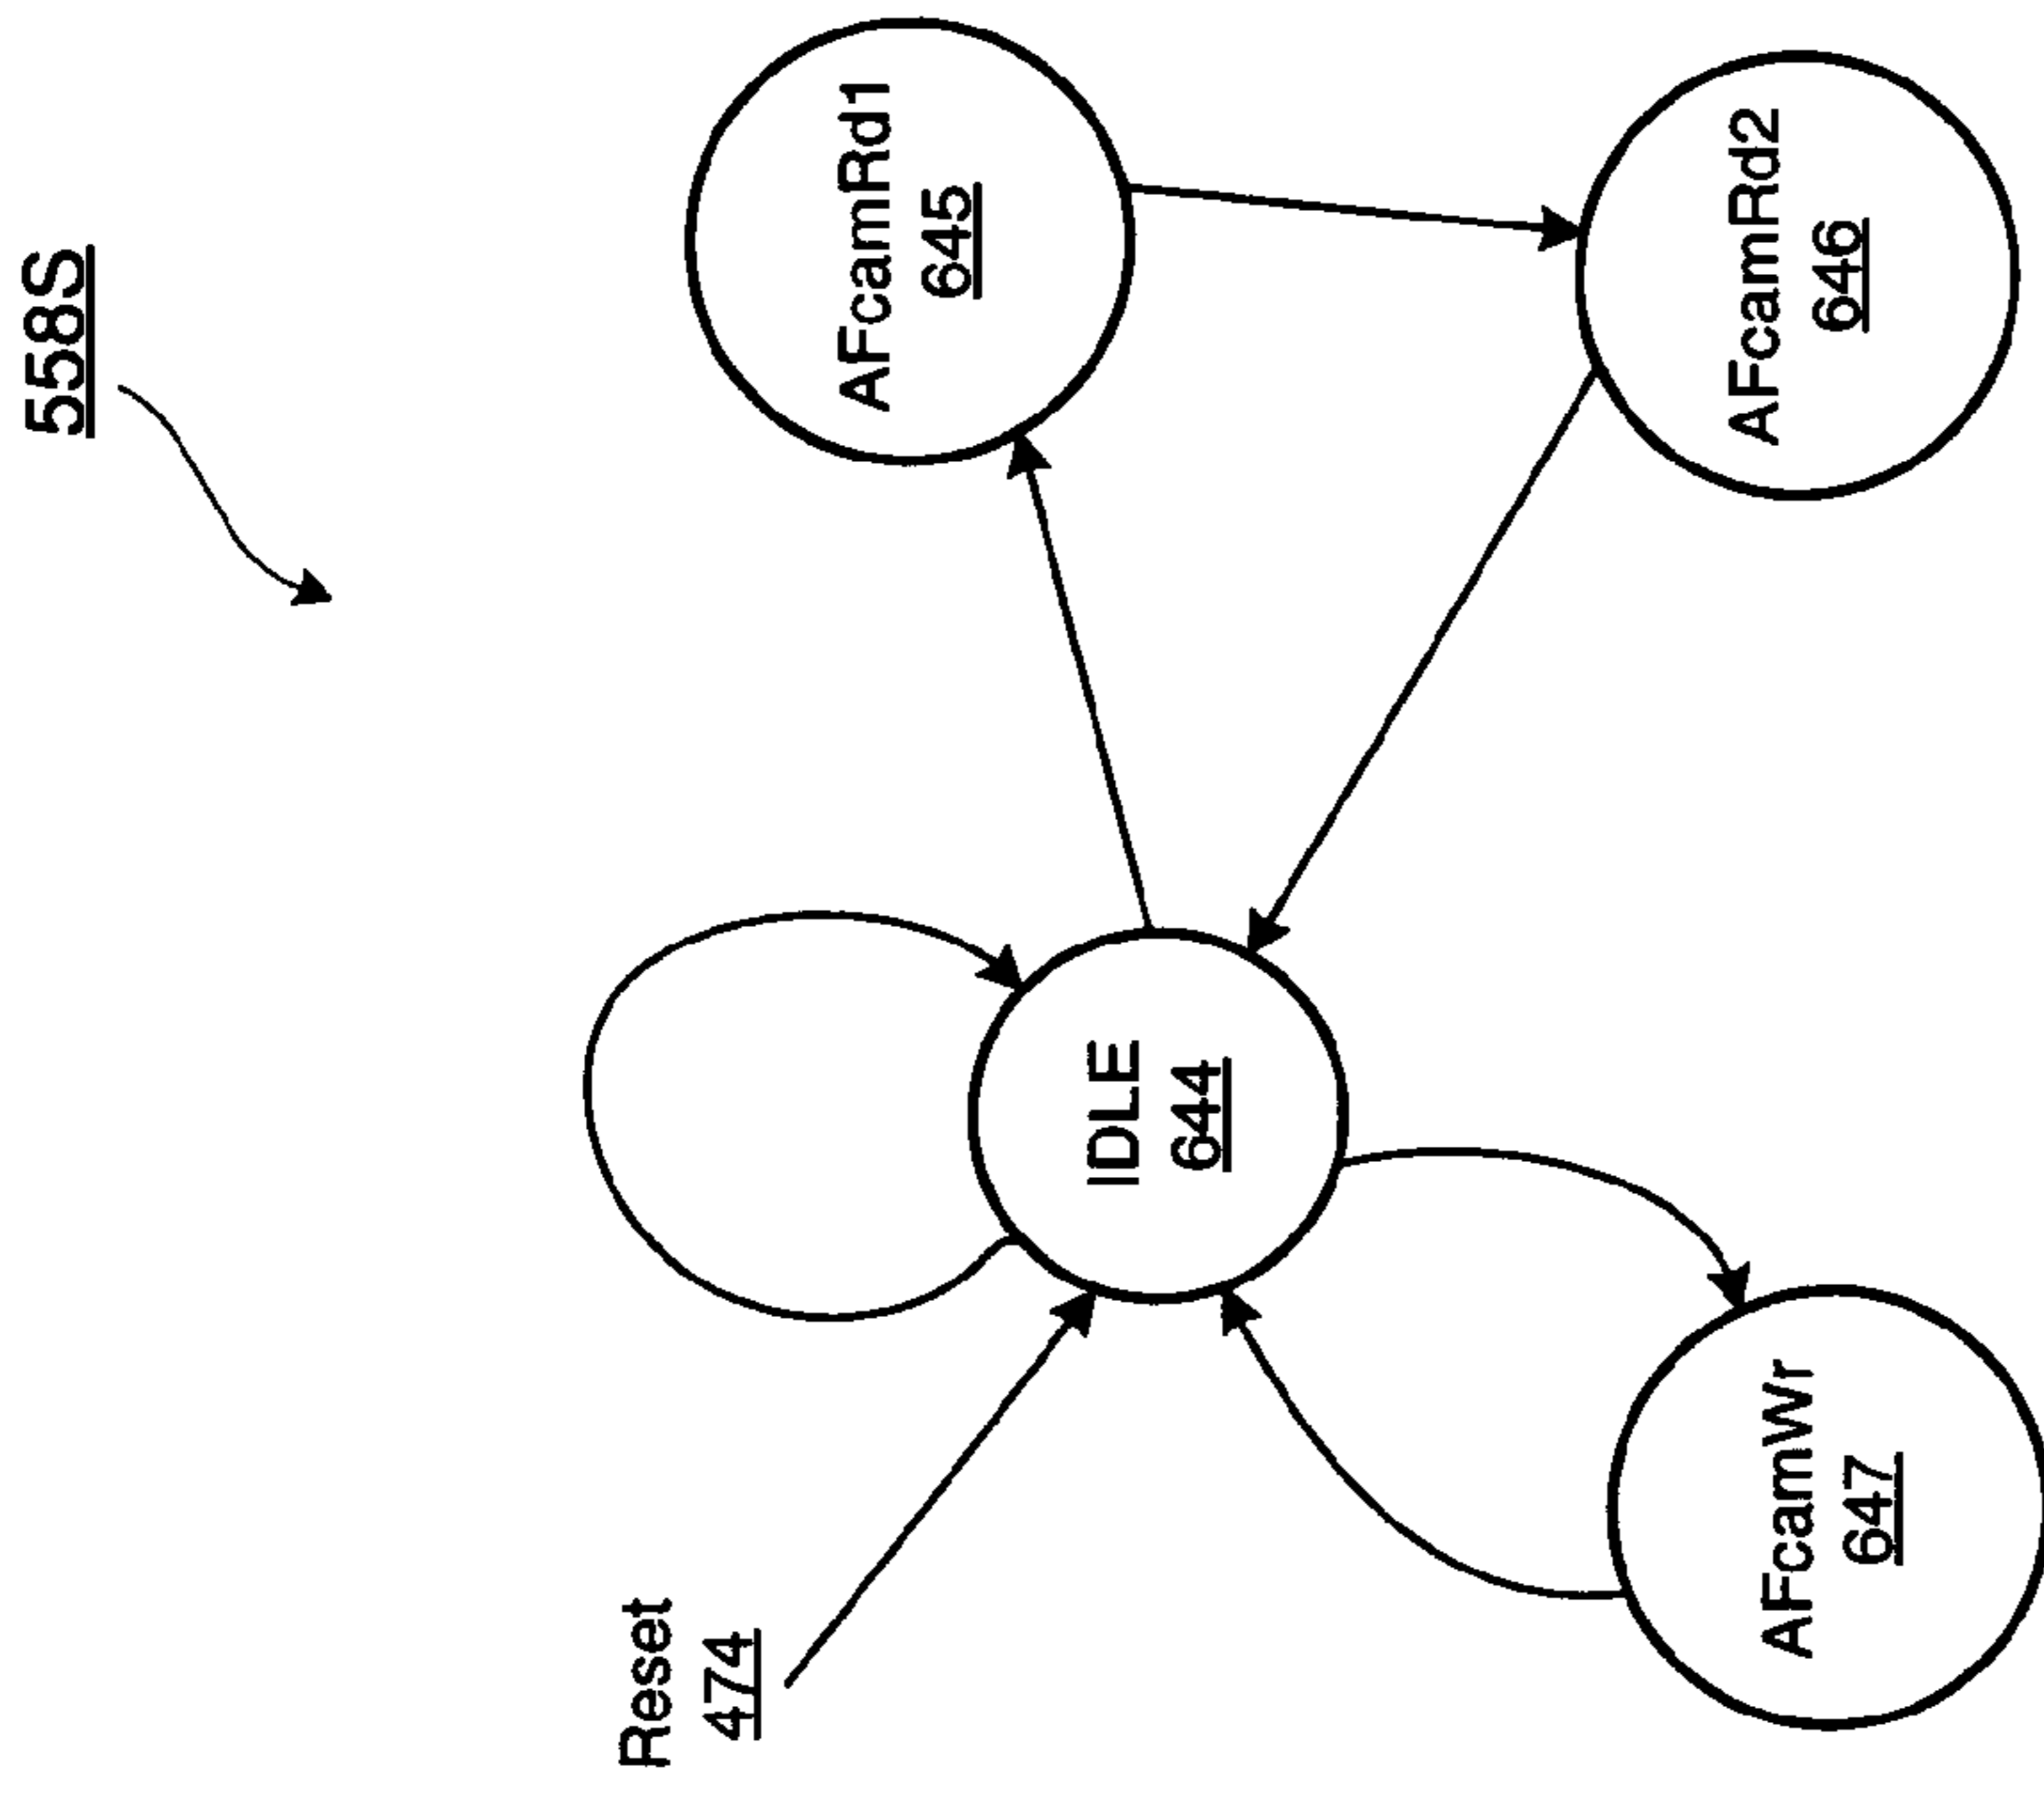 558S
Reset
474
IDLE
644
AFcamRd1
645
AFcamWr
647
AFcamRd2
646